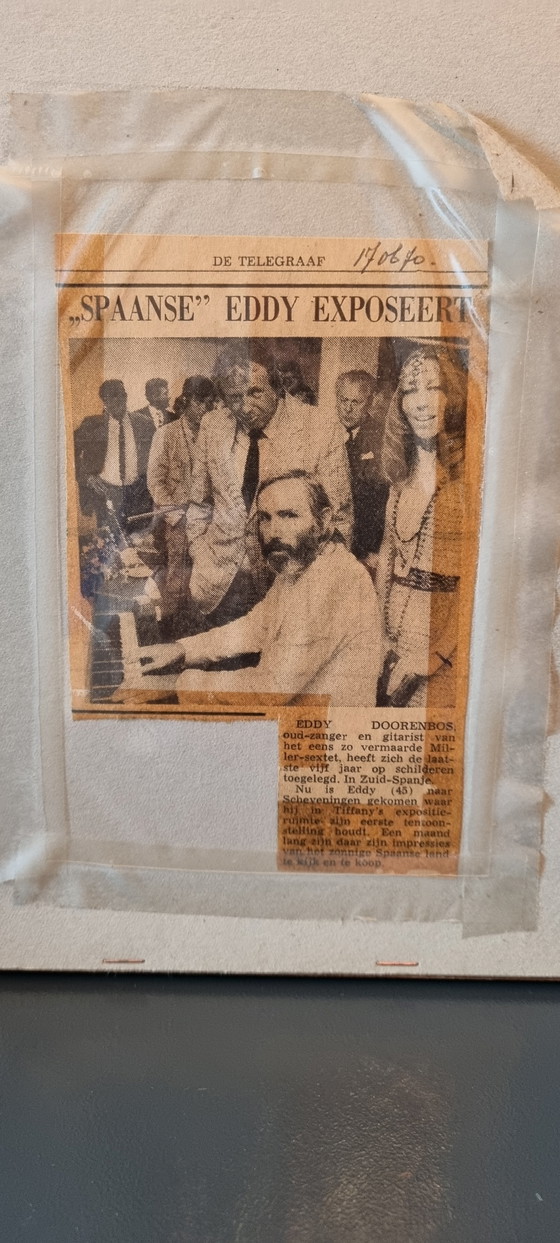 DE TELEGRAAF 17 06 70.
„SPAANSE” EDDY EXPOSEERT
EDDY DOORENBOS,
oud-zanger en gitarist van
het eens zo vermaarde Mil-
ler-sextet, heeft zich de laat-
ste vijf jaar op schilderen
toegelegd. In Zuid-Spanje.
Nu is Eddy (45) naar
Scheveningen gekomen waar
hij in Tiffany's expositie-
ruimte zijn eerste tentoon-
stelling houdt. Een maand
lang zijn daar zijn impressies
van het zonnige Spaanse land
te kijk en te koop.